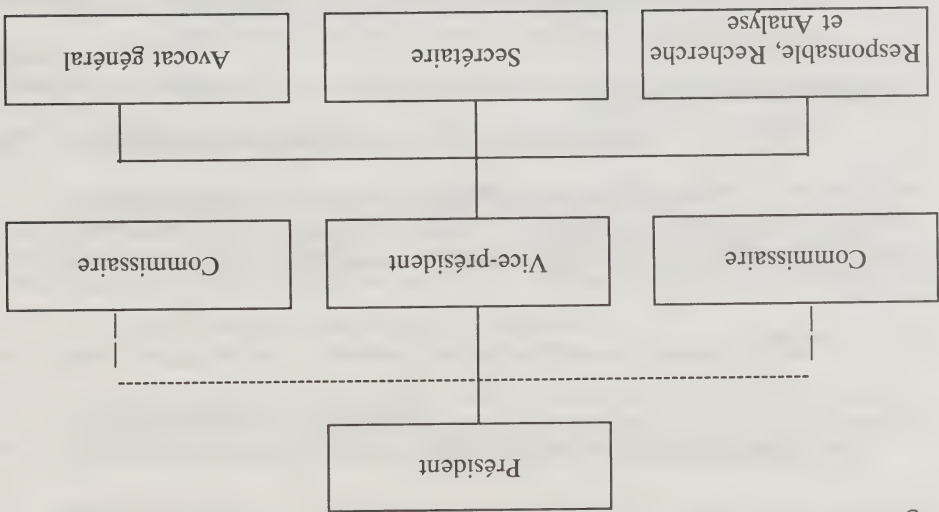 Président
Commissaire
Vice-président
Commissaire
Responsable, Recherche
et Analyse
Secrétaire
Avocat général